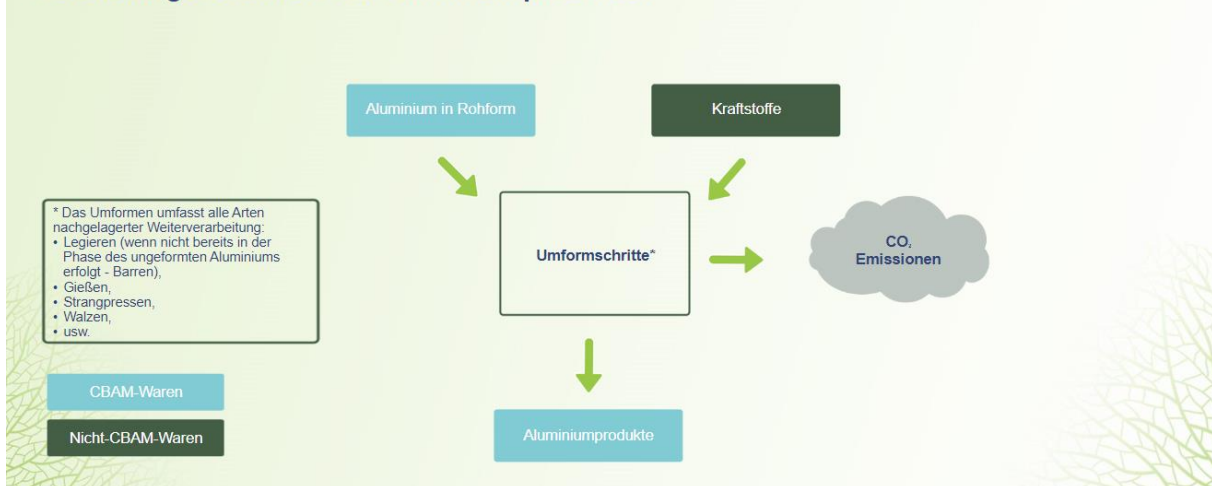 Aluminium in Rohform
Kraftstoffe
* Das Umformen umfasst alle Arten
nachgelagerter Weiterverarbeitung:
• Legieren (wenn nicht bereits in der
Phase des ungeformten Aluminiums
erfolgt - Barren),
• Gießen,
• Strangpressen,
• Walzen,
• usw.
Umformschritte*
CO₂
Emissionen
CBAM-Waren
Nicht-CBAM-Waren
Aluminiumprodukte